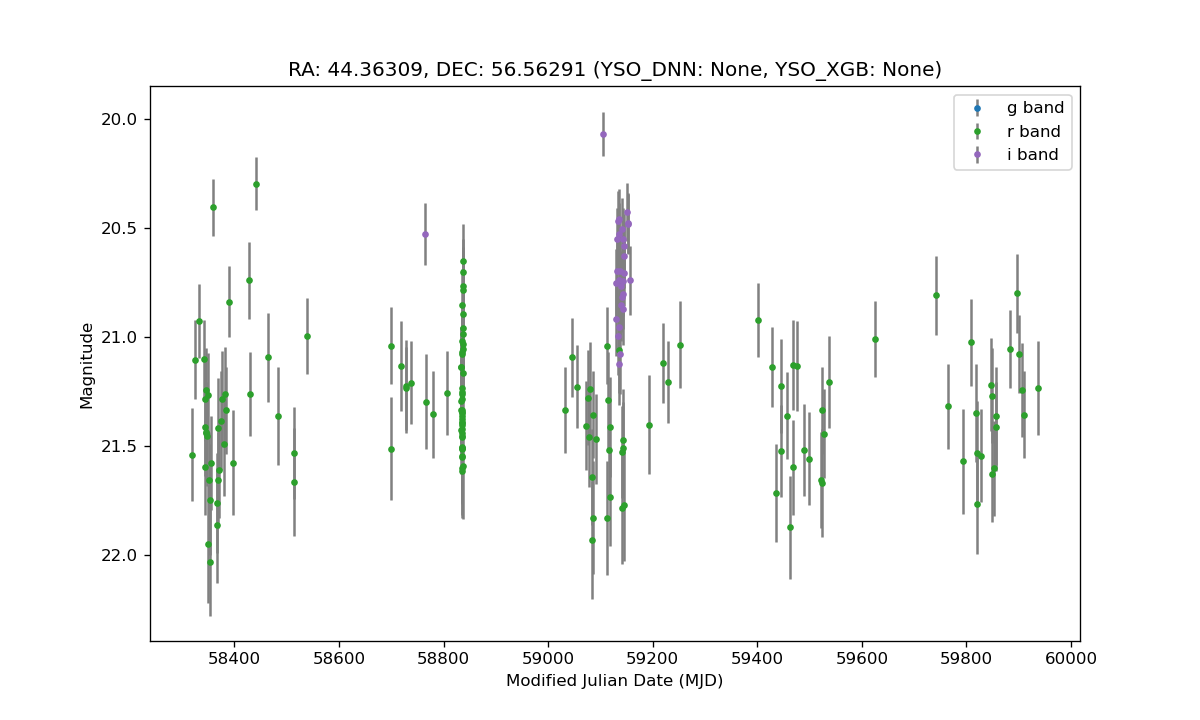 RA: 44.36309, DEC: 56.56291 (YSO_DNN: None, YSO_XGB: None)
g band
r band
i band
20.0
20.5
21.0
21.5
22.0
Magnitude
58400 58600 58800 59000 59200 59400 59600 59800 60000
Modified Julian Date (MJD)